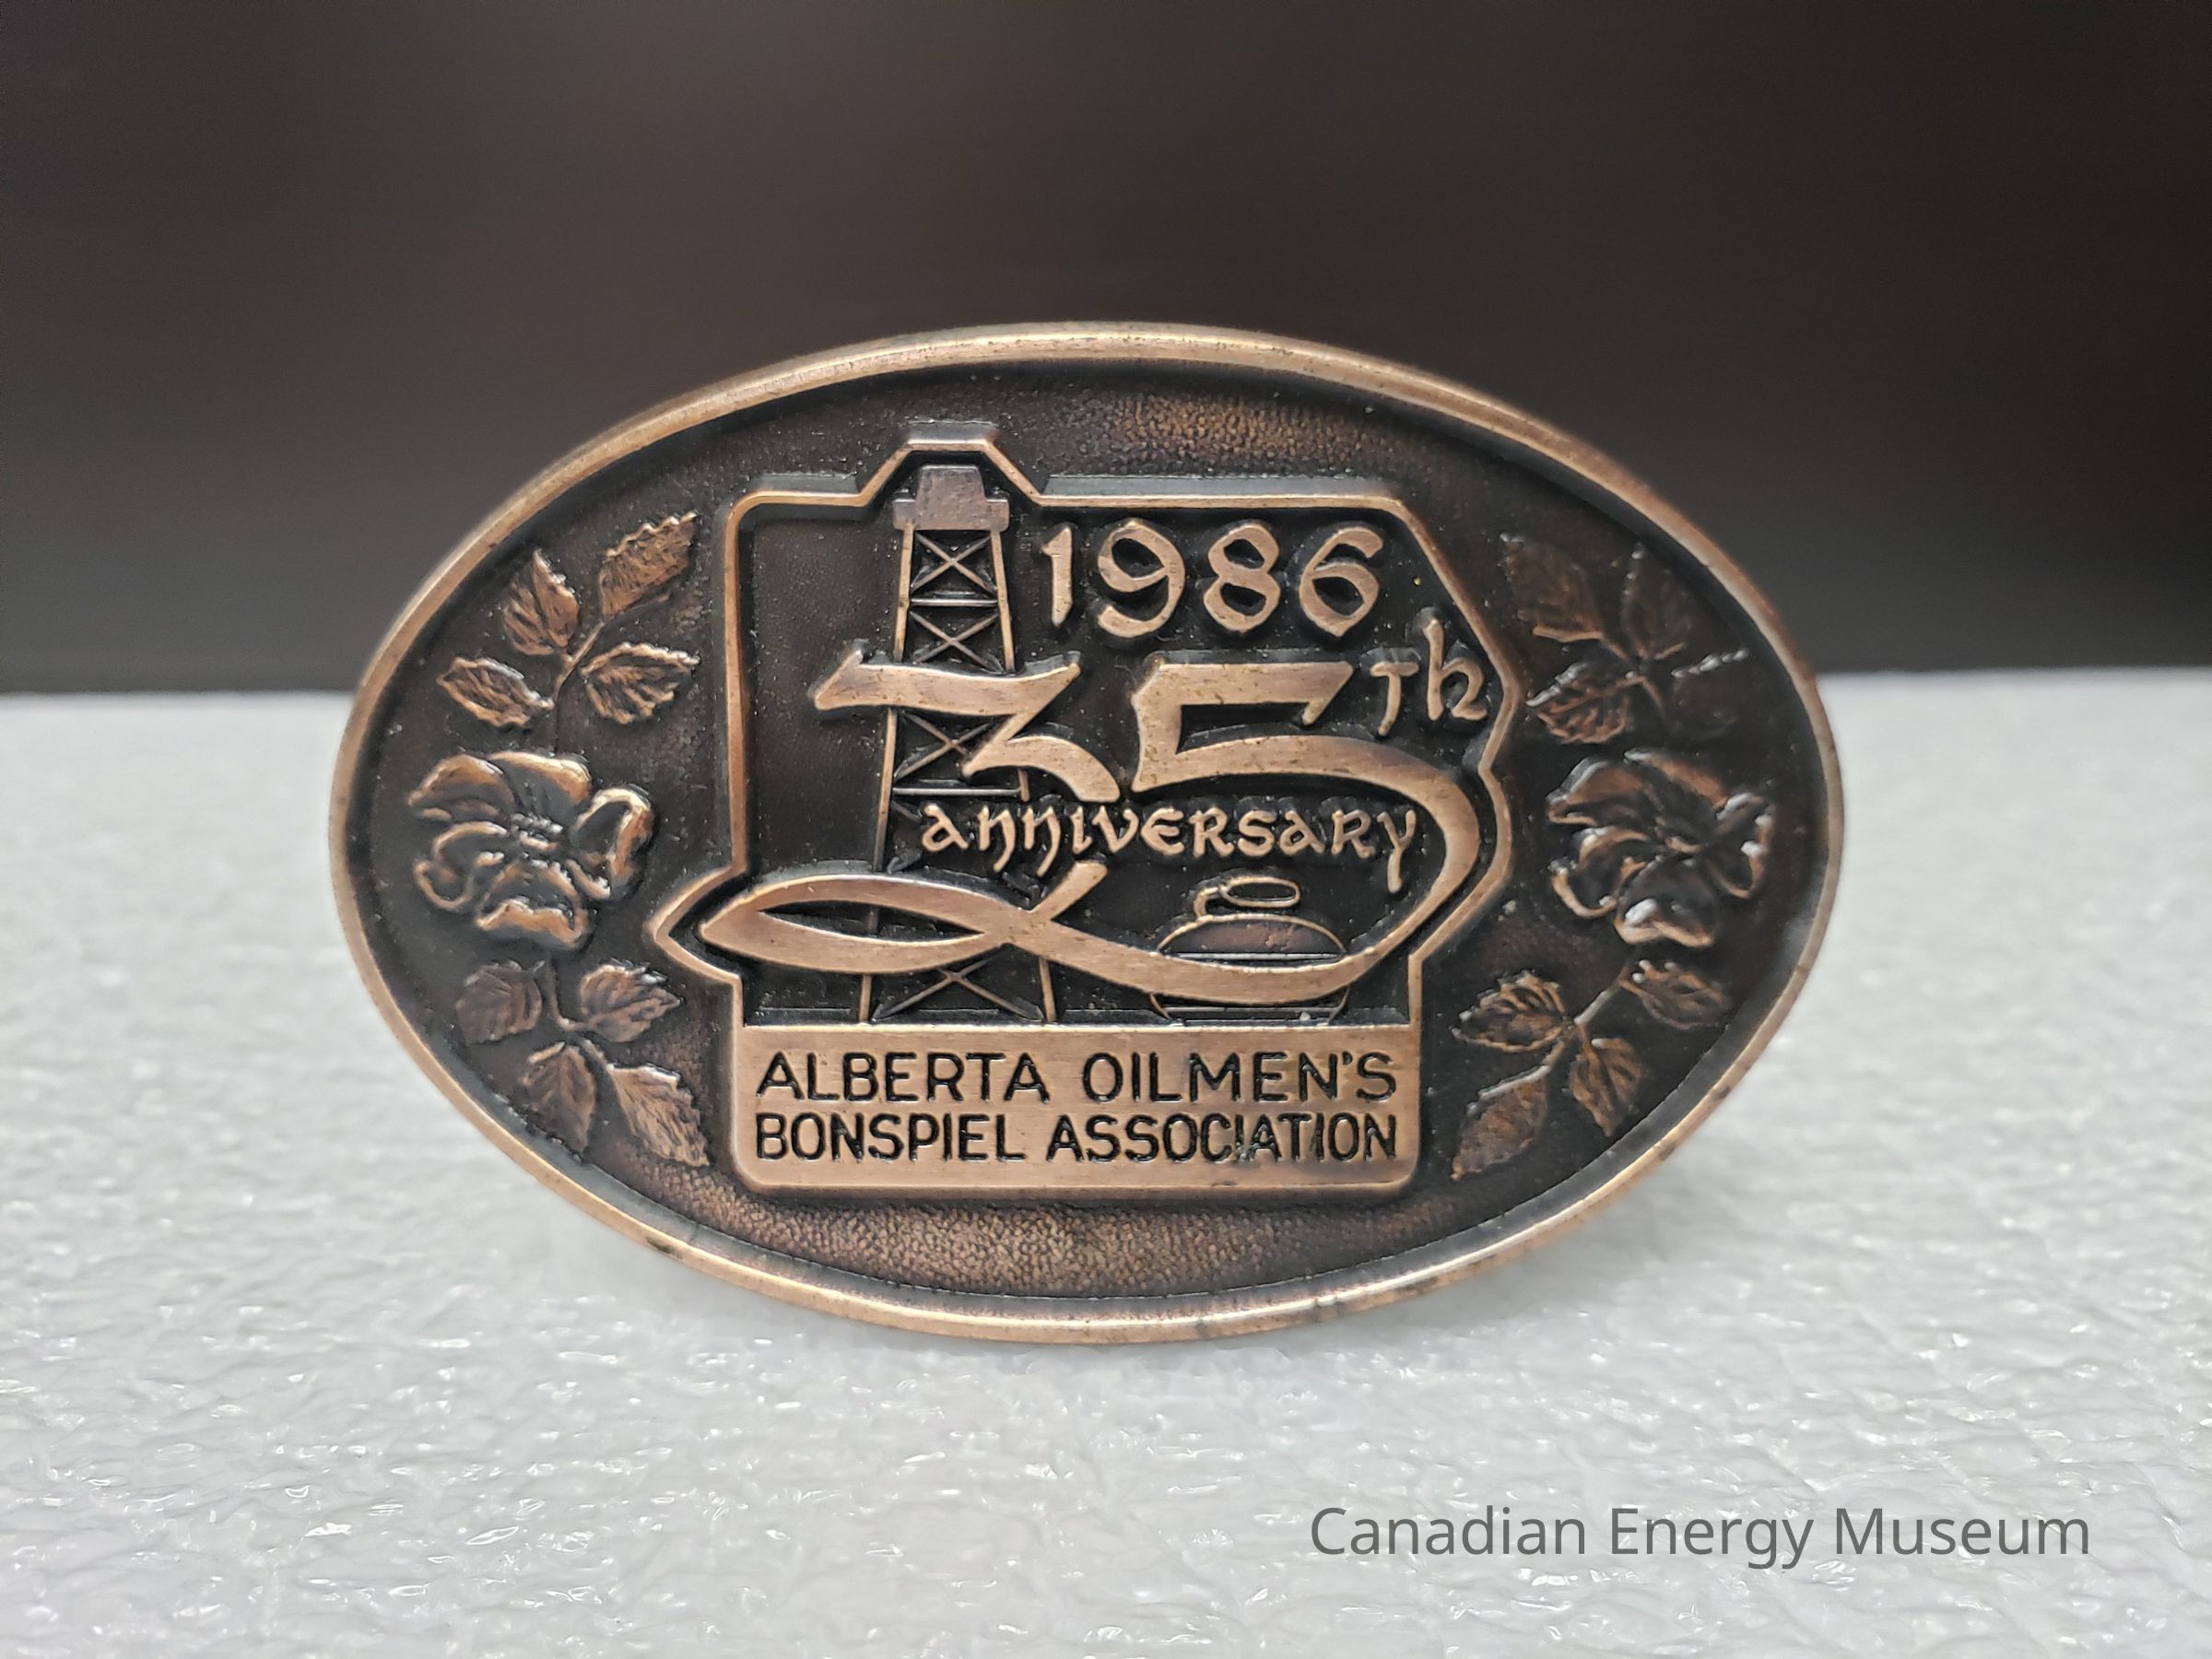 1986
35Th
anniversary
ALBERTA OILMEN'S
BONSPIEL ASSOCIATION
Canadian Energy Museum